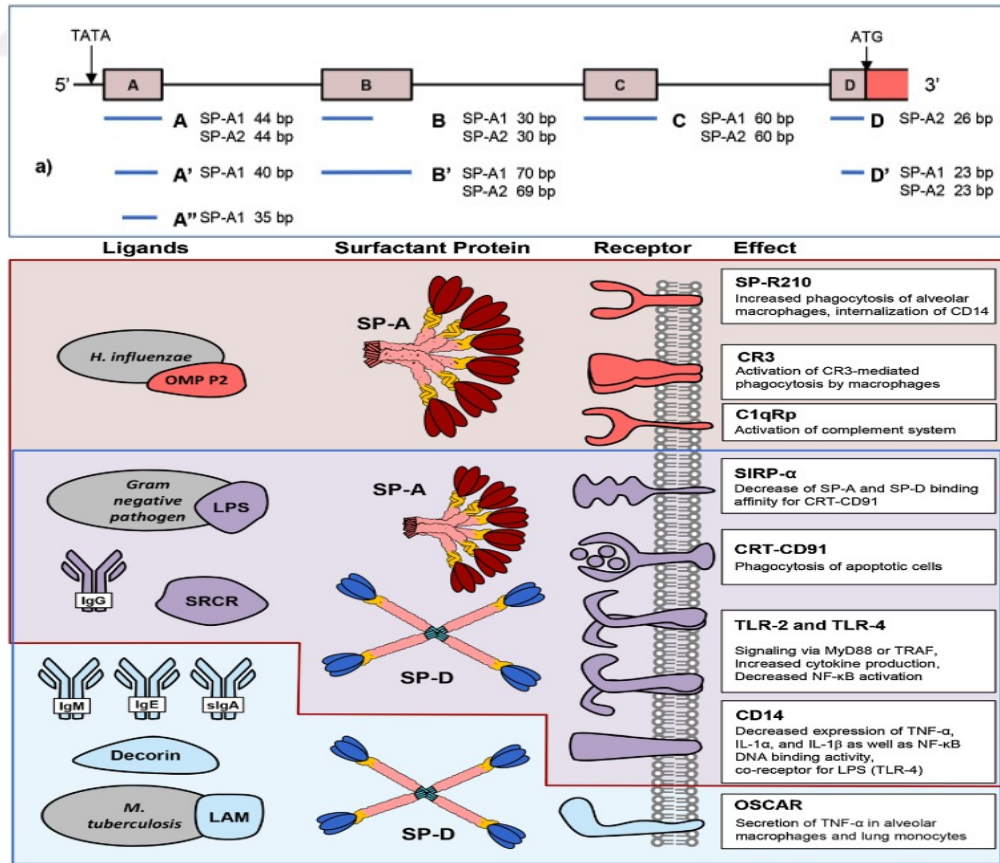 TATA
ATG
5'
A
B
C
D
3'
A SP-A1 44 bp
SP-A2 44 bp
B SP-A1 30 bp
SP-A2 30 bp
C SP-A1 60 bp
SP-A2 60 bp
D SP-A2 26 bp
a)
A' SP-A1 40 bp
B' SP-A1 70 bp
SP-A2 69 bp
D' SP-A1 23 bp
SP-A2 23 bp
A" SP-A1 35 bp
Ligands Surfactant Protein Receptor Effect
H. influenzae
OMP P2
SP-A
SP-R210
Increased phagocytosis of alveolar
macrophages, internalization of CD14
CR3
Activation of CR3-mediated
phagocytosis by macrophages
C1qRp
Activation of complement system
Gram
negative
pathogen
LPS
IgG
SRCR
SP-A
SP-D
SIRP-α
Decrease of SP-A and SP-D binding
affinity for CRT-CD91
CRT-CD91
Phagocytosis of apoptotic cells
TLR-2 and TLR-4
Signaling via MyD88 or TRAF,
Increased cytokine production,
Decreased NF-κB activation
CD14
Decreased expression of TNF-α,
IL-1α, and IL-1β as well as NF-κB
DNA binding activity,
co-receptor for LPS (TLR-4)
IgM
IgE
sIgA
Decorin
M.
tuberculosis
LAM
SP-D
OSCAR
Secretion of TNF-α in alveolar
macrophages and lung monocytes